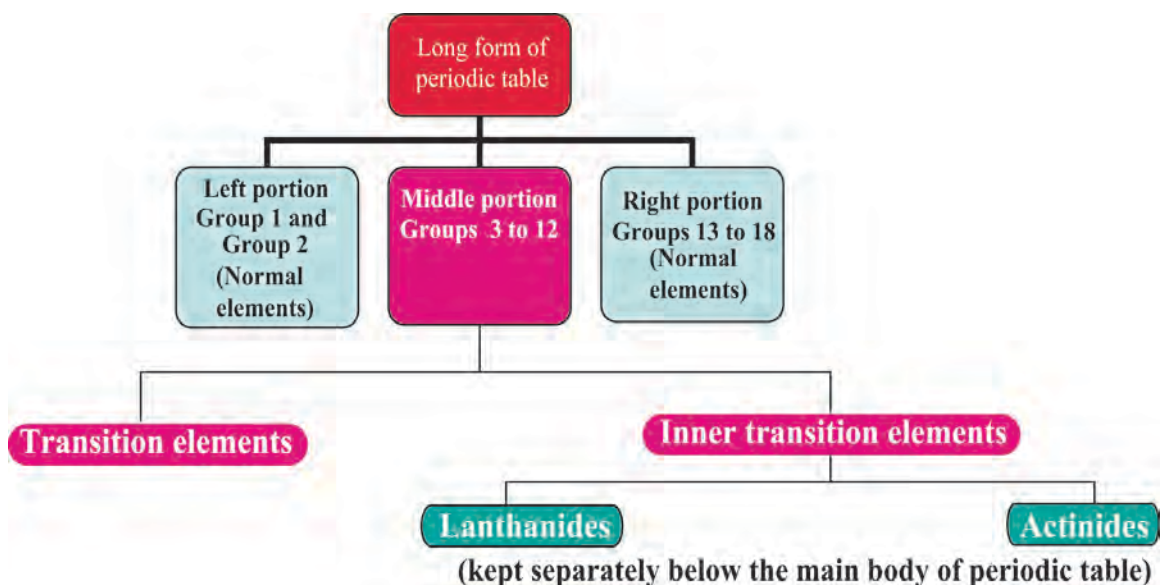 Long form of
periodic table
Left portion
Group 1 and
Group 2
(Normal
elements)
Middle portion
Groups 3 to 12
Right portion
Groups 13 to 18
(Normal
elements)
Transition elements
Inner transition elements
Lanthanides
Actinides
(kept separately below the main body of periodic table)